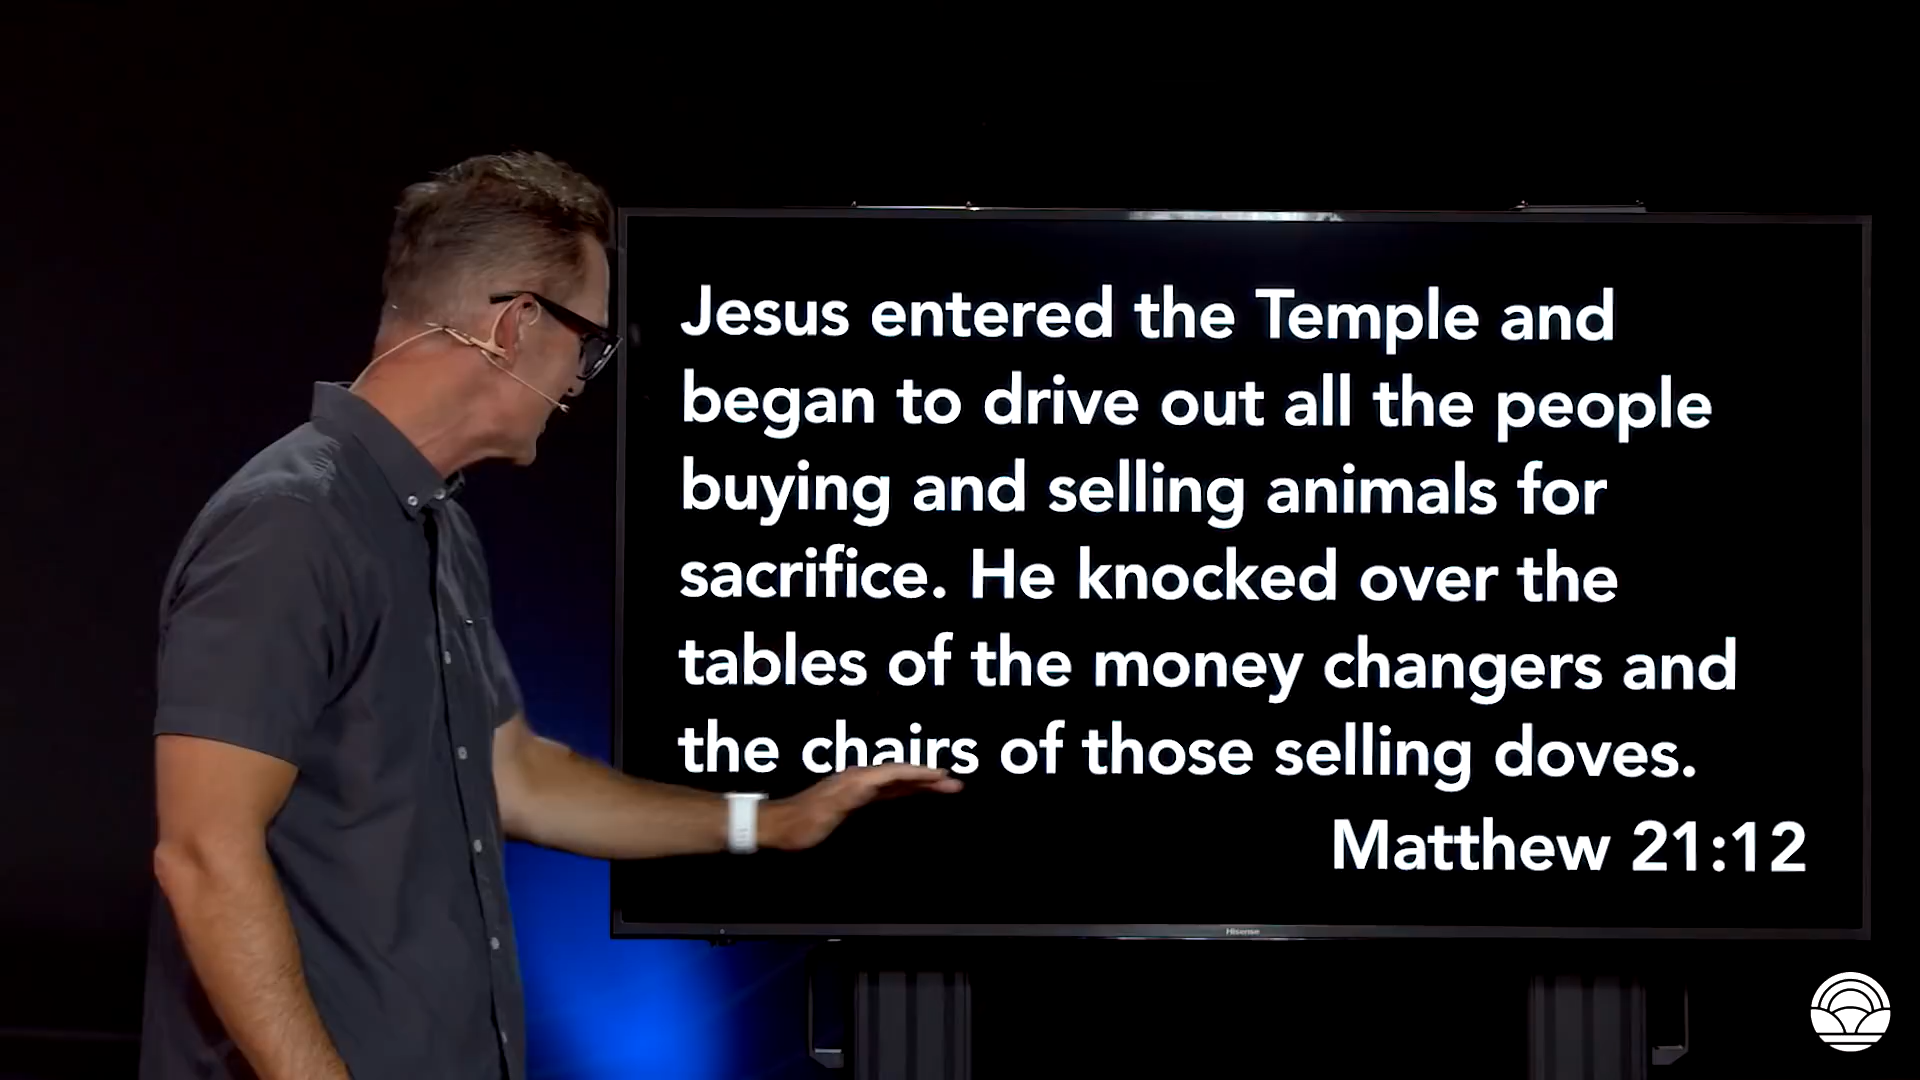 Jesus entered the Temple and
began to drive out all the people
buying and selling animals for
sacrifice. He knocked over the
tables of the money changers and
the chairs of those selling doves.
Matthew 21:12
Hisense